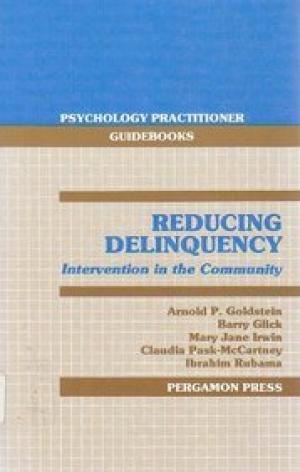 PSYCHOLOGY PRACTITIONER
GUIDEBOOKS
REDUCING
DELINQUENCY
Intervention in the Community
Arnold P. Goldstein
Barry Glick
Mary Jane Irwin
Claudia Pask-McCartney
Ibrahim Rubama
PERGAMON PRESS